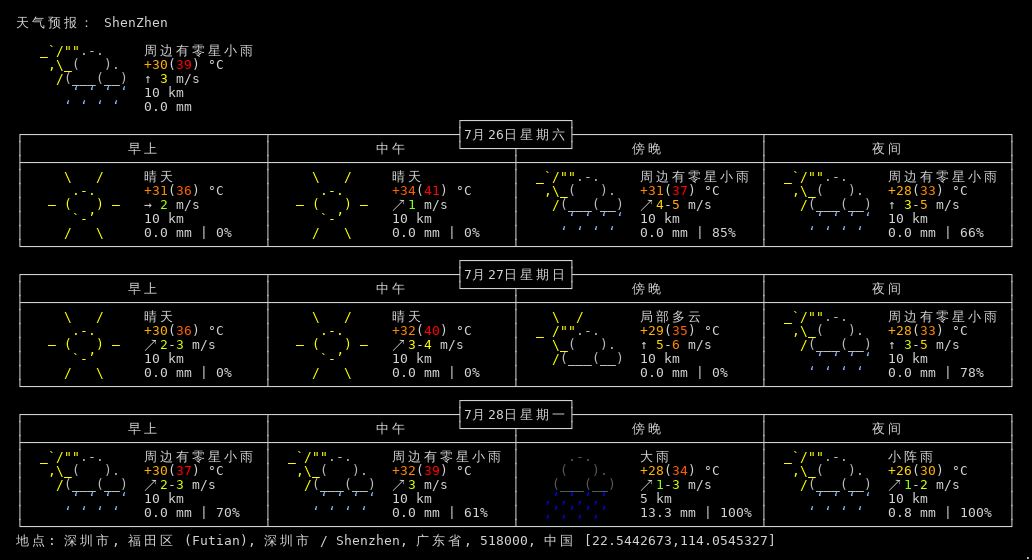 天气预报： ShenZhen
周边有零星小雨
+30(39) °C
↑ 3 m/s
10 km
0.0 mm
7月26日星期六
早上 中午 傍晚 夜间
晴天 晴天 周边有零星小雨 周边有零星小雨
+31(36) °C +34(41) °C +31(37) °C +28(33) °C
→ 2 m/s ↗ 1 m/s ↗ 4-5 m/s ↑ 3-5 m/s
10 km 10 km 10 km 10 km
0.0 mm | 0% 0.0 mm | 0% 0.0 mm | 85% 0.0 mm | 66%
7月27日星期日
早上 中午 傍晚 夜间
晴天 晴天 局部多云 周边有零星小雨
+30(36) °C +32(40) °C +29(35) °C +28(33) °C
↗ 2-3 m/s ↗ 3-4 m/s ↑ 5-6 m/s ↑ 3-5 m/s
10 km 10 km 10 km 10 km
0.0 mm | 0% 0.0 mm | 0% 0.0 mm | 0% 0.0 mm | 78%
7月28日星期一
早上 中午 傍晚 夜间
周边有零星小雨 周边有零星小雨 大雨 小阵雨
+30(37) °C +32(39) °C +28(34) °C +26(30) °C
↗ 2-3 m/s ↗ 3 m/s ↗ 1-3 m/s ↗ 1-2 m/s
10 km 10 km 5 km 10 km
0.0 mm | 70% 0.0 mm | 61% 13.3 mm | 100% 0.8 mm | 100%
地点: 深圳市, 福田区 (Futian), 深圳市 / Shenzhen, 广东省, 518000, 中国 [22.5442673,114.0545327]